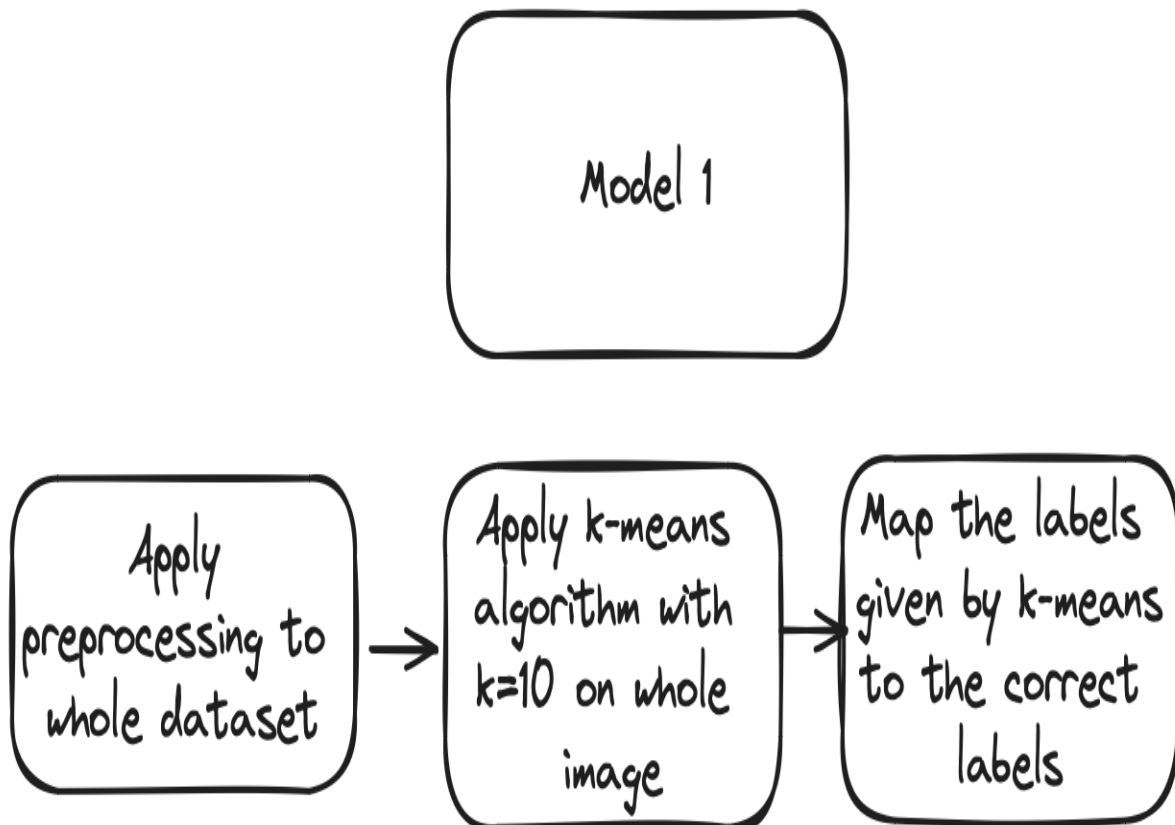 Model 1
Apply
preprocessing to
whole dataset
Apply k-means
algorithm with
k=10 on whole
image
Map the labels
given by k-means
to the correct
labels